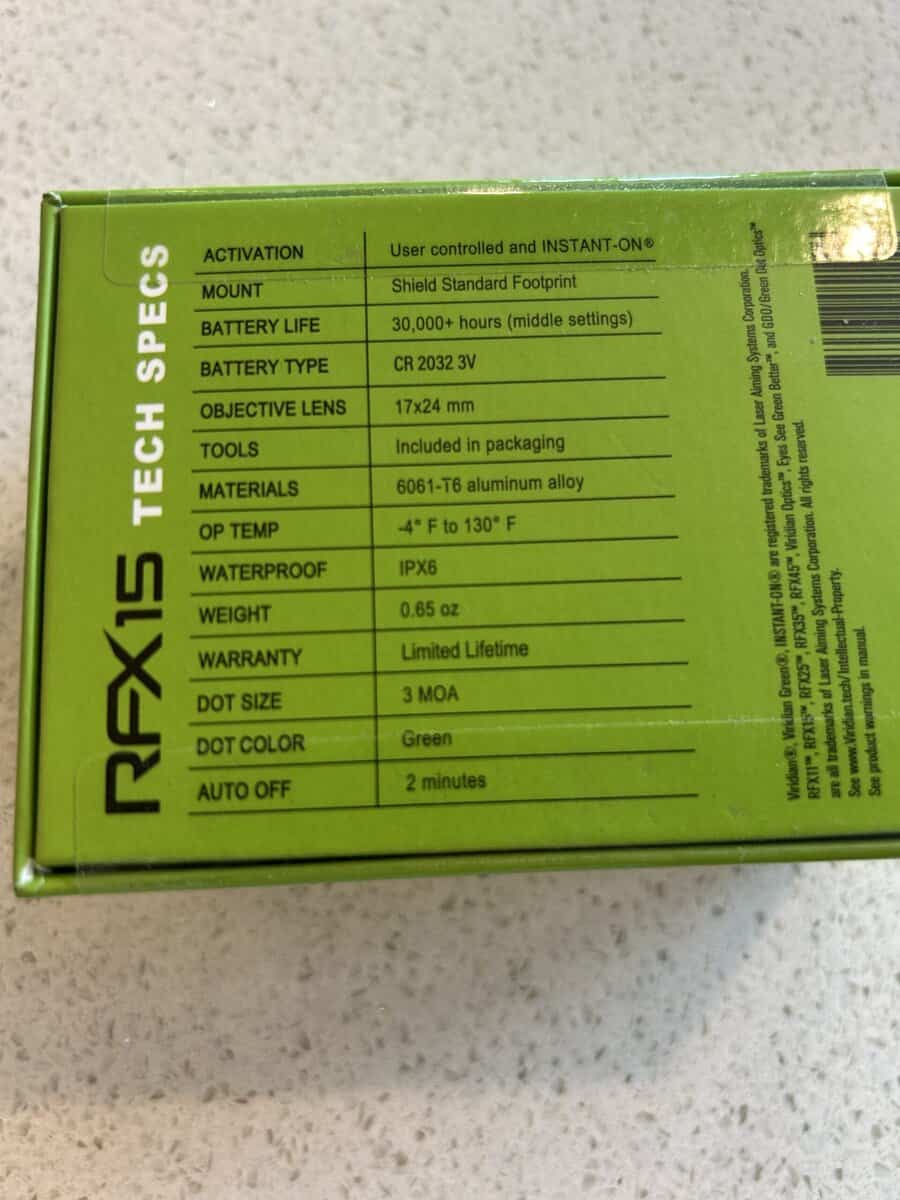 RFX15 TECH SPECS
ACTIVATION User controlled and INSTANT-ON®
MOUNT Shield Standard Footprint
BATTERY LIFE 30,000+ hours (middle settings)
BATTERY TYPE CR 2032 3V
OBJECTIVE LENS 17x24 mm
TOOLS Included in packaging
MATERIALS 6061-T6 aluminum alloy
OP TEMP -4° F to 130° F
WATERPROOF IPX6
WEIGHT 0.65 oz
WARRANTY Limited Lifetime
DOT SIZE 3 MOA
DOT COLOR Green
AUTO OFF 2 minutes
Viridian®, Viridian Green®, INSTANT-ON® are registered trademarks of Laser Aiming Systems Corporation.
RFX11™, RFX15™, RFX25™, RFX35™, RFX45™, Viridian Optics™, Eyes See Green Better™, and GDO/Green Dot Optics™
are all trademarks of Laser Aiming Systems Corporation. All rights reserved.
See www.Viridian.tech/Intellectual-Property.
See product warnings in manual.